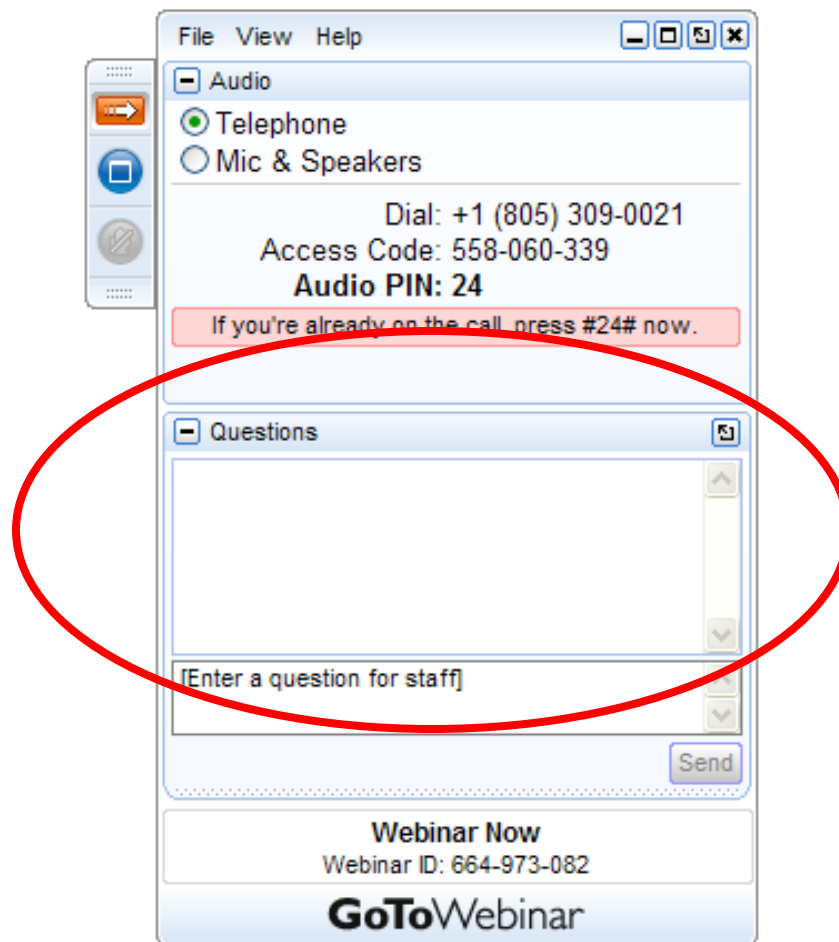 File View Help
Audio
Telephone
Mic & Speakers
Dial: +1 (805) 309-0021
Access Code: 558-060-339
Audio PIN: 24
If you're already on the call, press #24# now.
Questions
[Enter a question for staff]
Send
Webinar Now
Webinar ID: 664-973-082
GoToWebinar